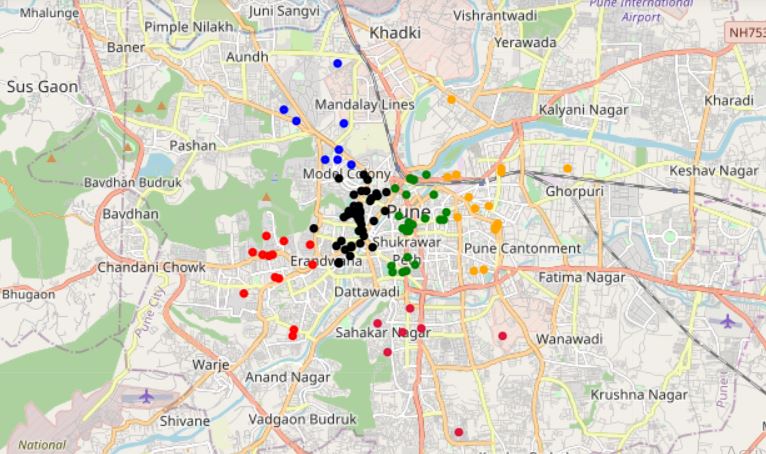 Mhalunge
Juni Sangvi
Pimple Nilakh
Vishrantwadi
Pune International
Airport
Khadki
NH753
Baner
Yerawada
Aundh
Sus Gaon
Mandalay Lines
Kalyani Nagar
Kharadi
Pashan
Model Colony
Keshav Nagar
Bavdhan Budruk
Ghorpuri
Bavdhan
Pune
Shukrawar
Peth
Pune Cantonment
Erandwana
Chandani Chowk
Fatima Nagar
Bhugaon
Dattawadi
Pune City
Sahakar Nagar
Wanawadi
Warje
Anand Nagar
Krushna Nagar
Shivane
Vadgaon Budruk
National